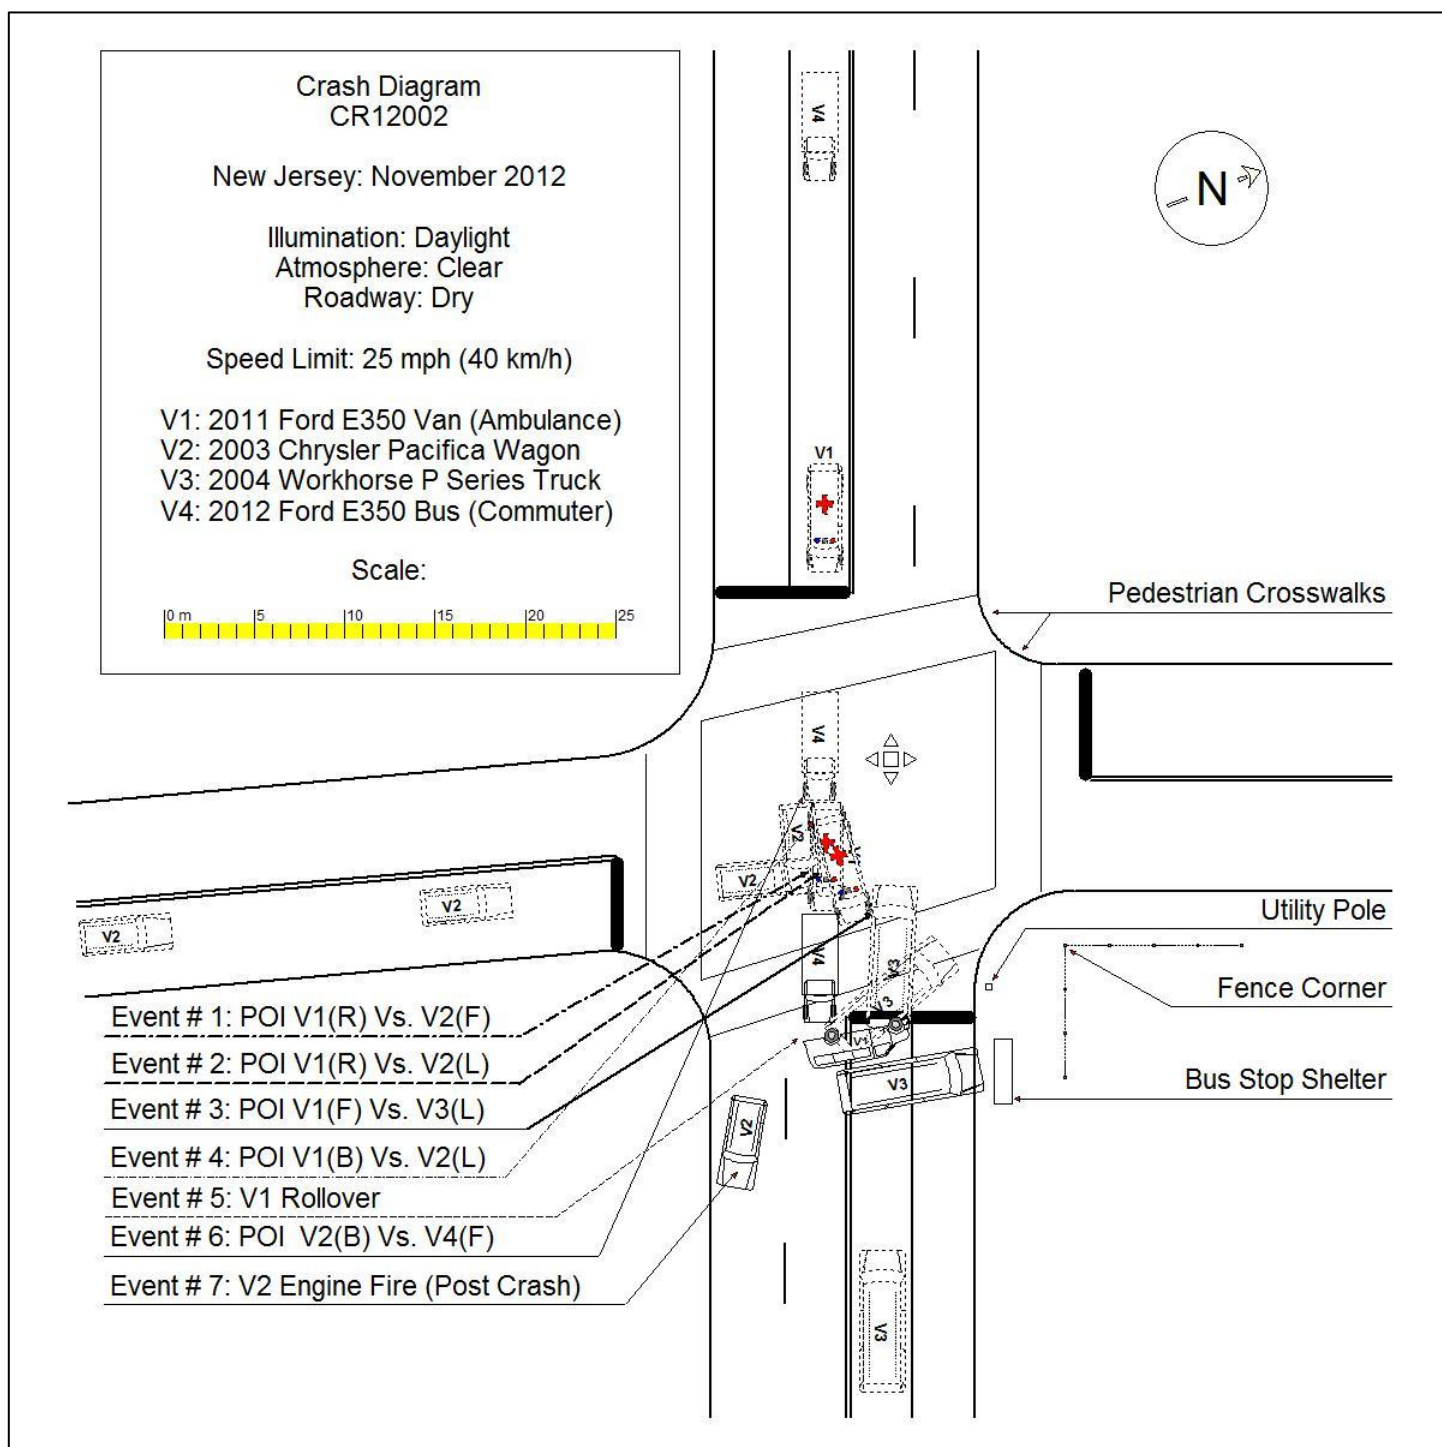 Crash Diagram
CR12002
New Jersey: November 2012
Illumination: Daylight
Atmosphere: Clear
Roadway: Dry
Speed Limit: 25 mph (40 km/h)
V1: 2011 Ford E350 Van (Ambulance)
V2: 2003 Chrysler Pacifica Wagon
V3: 2004 Workhorse P Series Truck
V4: 2012 Ford E350 Bus (Commuter)
Scale:
0 m 5 10 15 20 25
V4
N
V1
Pedestrian Crosswalks
V4
V2
V2
V2
V2
Utility Pole
V4
V3
Fence Corner
V3
V1
Bus Stop Shelter
V3
V2
Event # 1: POI V1(R) Vs. V2(F)
Event # 2: POI V1(R) Vs. V2(L)
Event # 3: POI V1(F) Vs. V3(L)
Event # 4: POI V1(B) Vs. V2(L)
Event # 5: V1 Rollover
Event # 6: POI V2(B) Vs. V4(F)
Event # 7: V2 Engine Fire (Post Crash)
V3